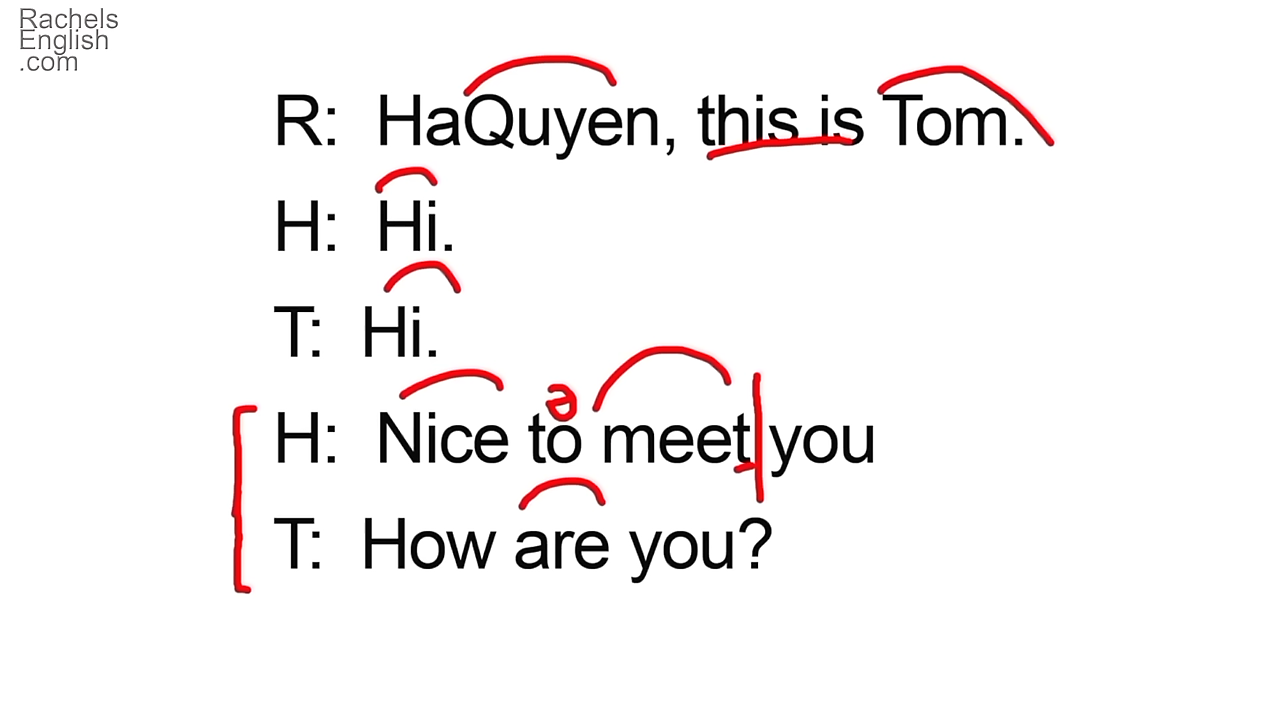 Rachels
English
.com
R: HaQuyen, this is Tom.
H: Hi.
T: Hi.
ə
H: Nice to meet you
T: How are you?